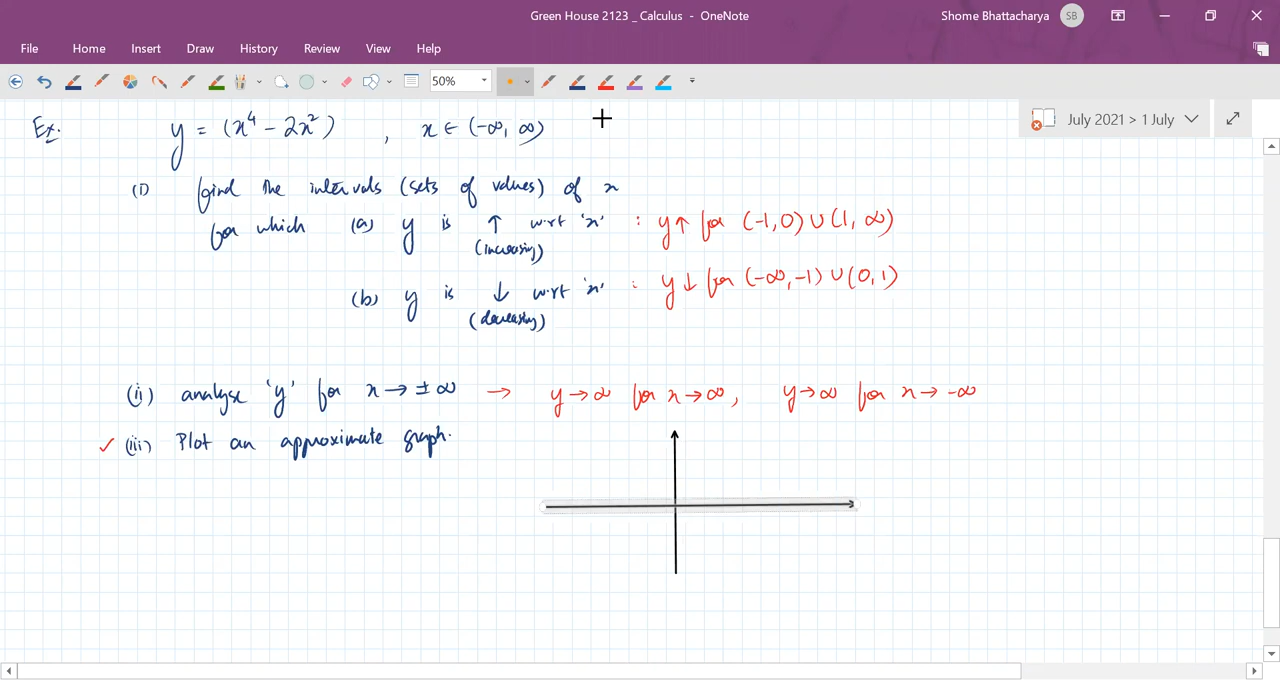 Green House 2123 _ Calculus - OneNote
Shome Bhattacharya SB
File Home Insert Draw History Review View Help
50%
July 2021 > 1 July
Ex. y = (x⁴ - 2x²) , x ∈ (-∞, ∞)
(i) find the intervals (sets of values) of x
for which (a) y is ↑ w.r.t 'x' : y↑ for (-1,0) ∪ (1, ∞)
(increasing)
(b) y is ↓ w.r.t 'x' : y↓ for (-∞, -1) ∪ (0, 1)
(decreasing)
(ii) analyse 'y' for x → ± ∞ → y → ∞ for x → ∞, y → ∞ for x → -∞
✓ (iii) Plot an approximate graph.